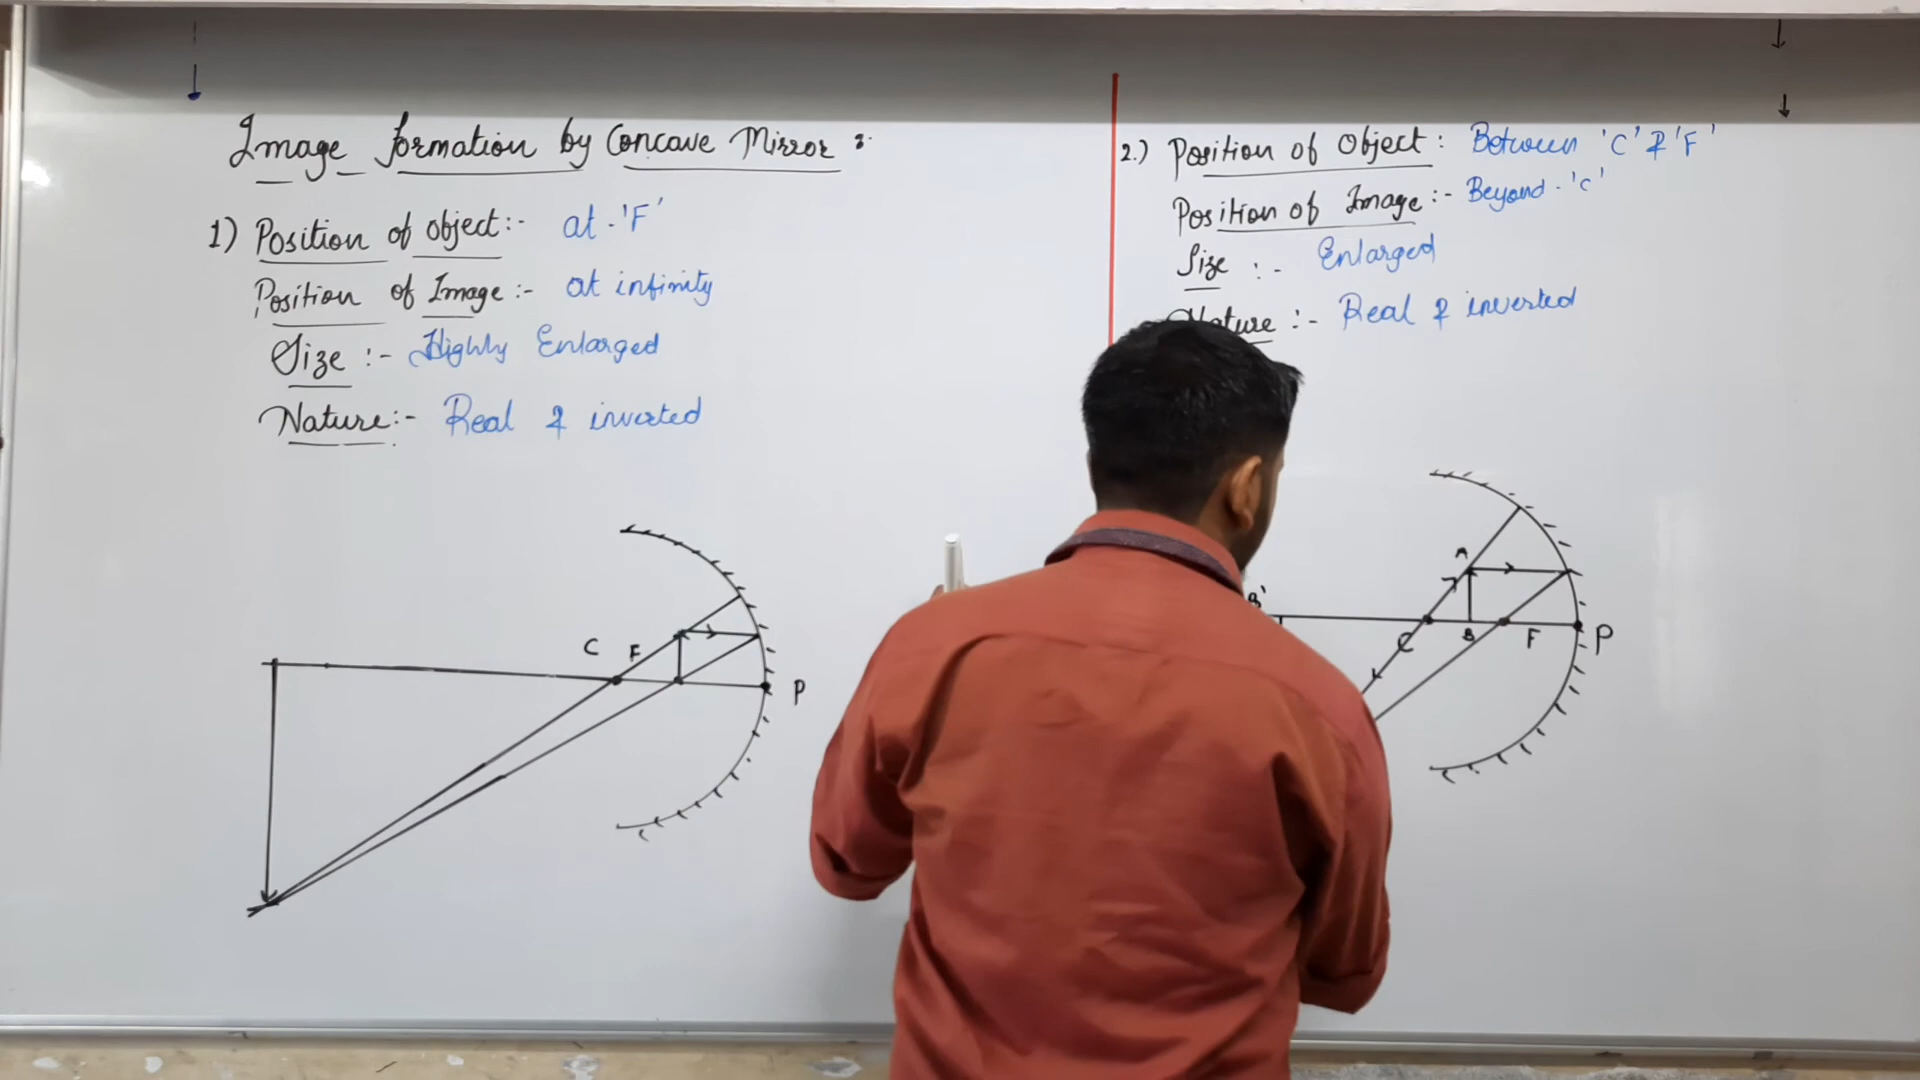 Image formation by Concave Mirror :-
1) Position of object:- at 'F'
Position of Image:- at infinity
Size :- Highly Enlarged
Nature:- Real & inverted
C F
P
2.) Position of Object: Between 'C' & 'F'
Position of Image:- Beyond 'C'
Size :- Enlarged
Nature :- Real & inverted
A
B'
C B F P